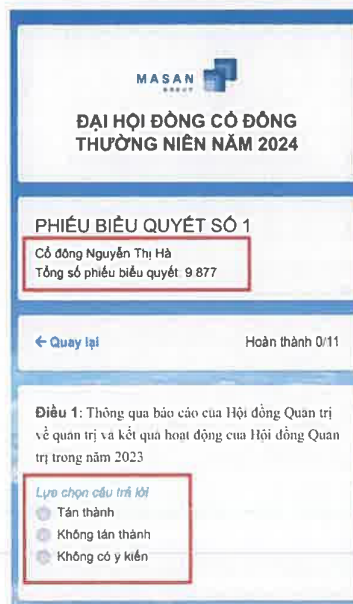 MASAN
GROUP
ĐẠI HỘI ĐỒNG CỔ ĐÔNG
THƯỜNG NIÊN NĂM 2024
PHIẾU BIỂU QUYẾT SỐ 1
Cổ đông Nguyễn Thị Hà
Tổng số phiếu biểu quyết: 9.877
← Quay lại
Hoàn thành 0/11
Điều 1: Thông qua báo cáo của Hội đồng Quản trị
về quản trị và kết quả hoạt động của Hội đồng Quản
trị trong năm 2023
Lựa chọn câu trả lời
Tán thành
Không tán thành
Không có ý kiến